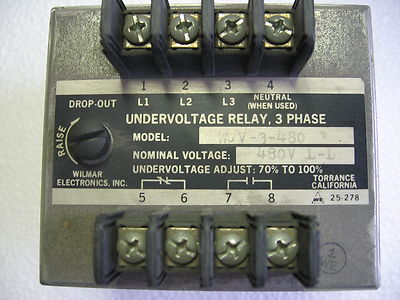 1 2 3 4
DROP-OUT L1 L2 L3 NEUTRAL
(WHEN USED)
UNDERVOLTAGE RELAY, 3 PHASE
RAISE
MODEL: WUV-3-480
NOMINAL VOLTAGE: 480V L-L
UNDERVOLTAGE ADJUST: 70% TO 100%
WILMAR
ELECTRONICS, INC.
TORRANCE
CALIFORNIA
5 6 7 8
WE 25278